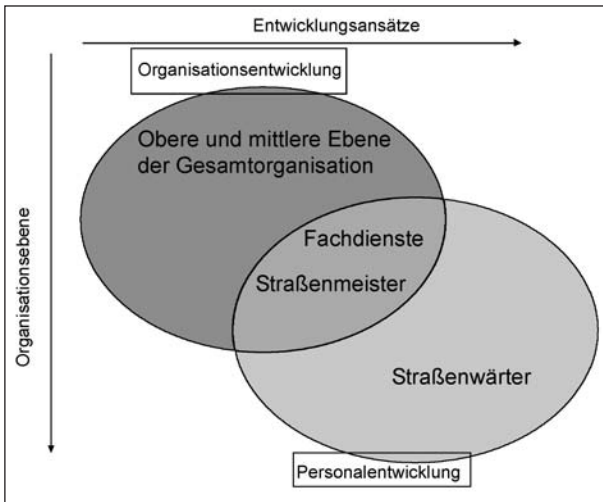 Entwicklungsansätze
Organisationsentwicklung
Obere und mittlere Ebene
der Gesamtorganisation
Organisationsebene
Fachdienste
Straßenmeister
Straßenwärter
Personalentwicklung